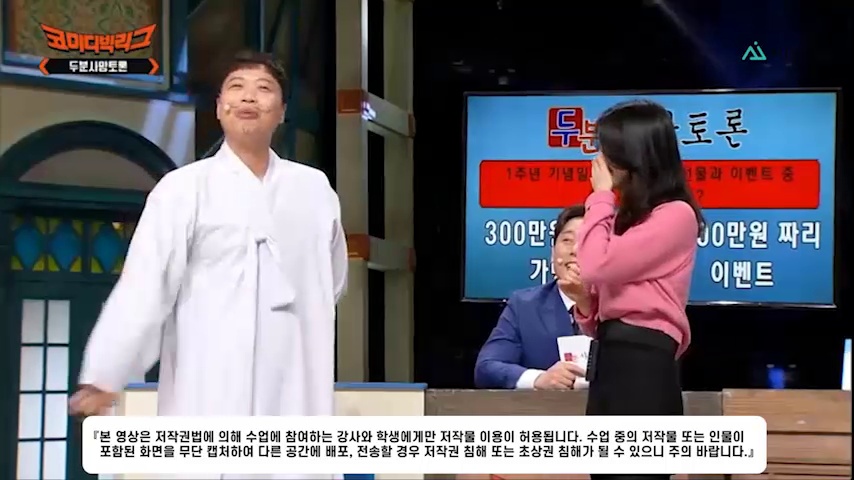 코미디빅리그
두분사망토론
두분 토론
1주년 기념일 선물과 이벤트 중
?
300만원 00만원 짜리
이벤트
『본 영상은 저작권법에 의해 수업에 참여하는 강사와 학생에게만 저작물 이용이 허용됩니다. 수업 중의 저작물 또는 인물이
포함된 화면을 무단 캡처하여 다른 공간에 배포, 전송할 경우 저작권 침해 또는 초상권 침해가 될 수 있으니 주의 바랍니다.』